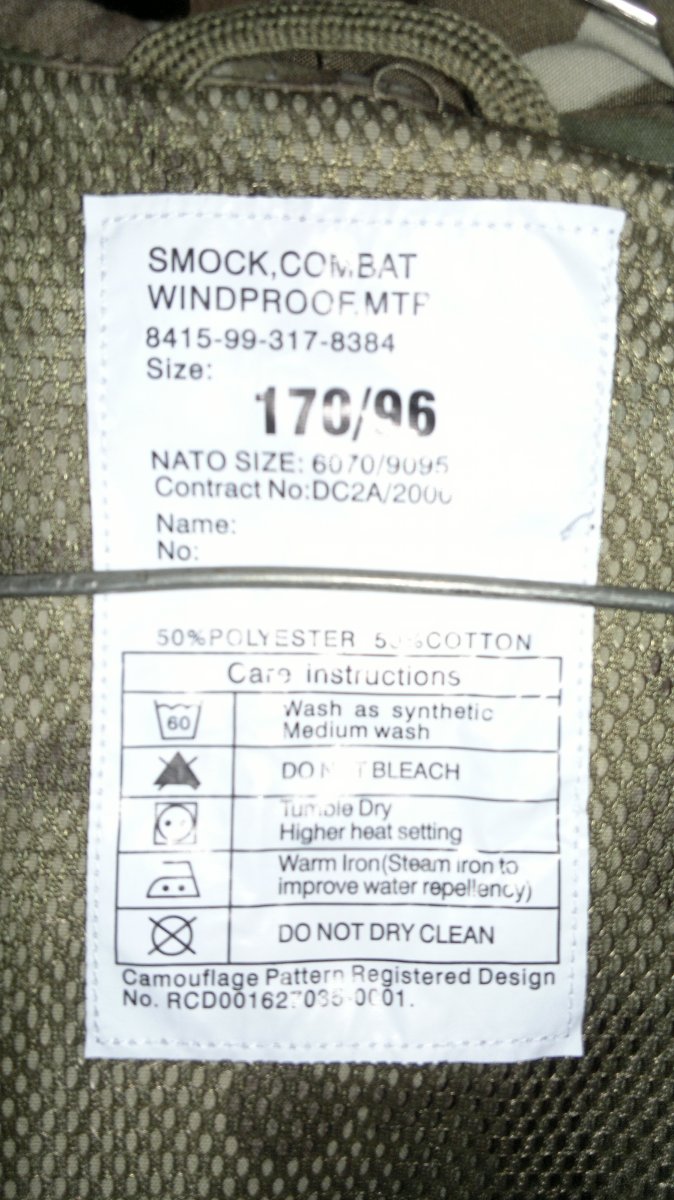 SMOCK,COMBAT
WINDPROOF.MTP
8415-99-317-8384
Size:
170/96
NATO SIZE: 6070/9095
Contract No:DC2A/2000
Name:
No:
50%POLYESTER 50%COTTON
Care instructions
60
Wash as synthetic
Medium wash
DO NOT BLEACH
Tumble Dry
Higher heat setting
Warm Iron(Steam iron to
improve water repellency)
DO NOT DRY CLEAN
Camouflage Pattern Registered Design
No. RCD001627035-0001.